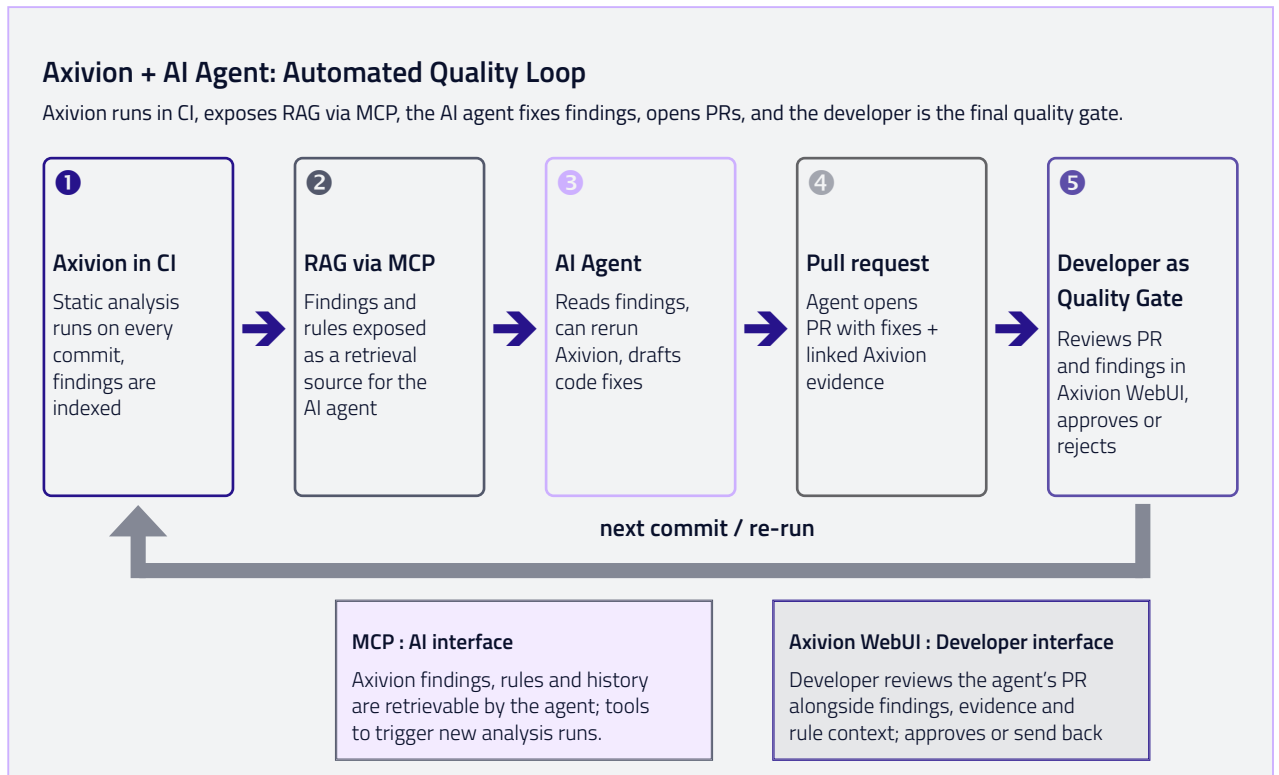 Axivion + AI Agent: Automated Quality Loop
Axivion runs in CI, exposes RAG via MCP, the AI agent fixes findings, opens PRs, and the developer is the final quality gate.
1
Axivion in CI
Static analysis
runs on every
commit,
findings are
indexed
2
RAG via MCP
Findings and
rules exposed
as a retrieval
source for the
AI agent
3
AI Agent
Reads findings,
can rerun
Axivion, drafts
code fixes
4
Pull request
Agent opens
PR with fixes +
linked Axivion
evidence
5
Developer as
Quality Gate
Reviews PR
and findings in
Axivion WebUI,
approves or
rejects
next commit / re-run
MCP : AI interface
Axivion findings, rules and history
are retrievable by the agent; tools
to trigger new analysis runs.
Axivion WebUI : Developer interface
Developer reviews the agent’s PR
alongside findings, evidence and
rule context; approves or send back